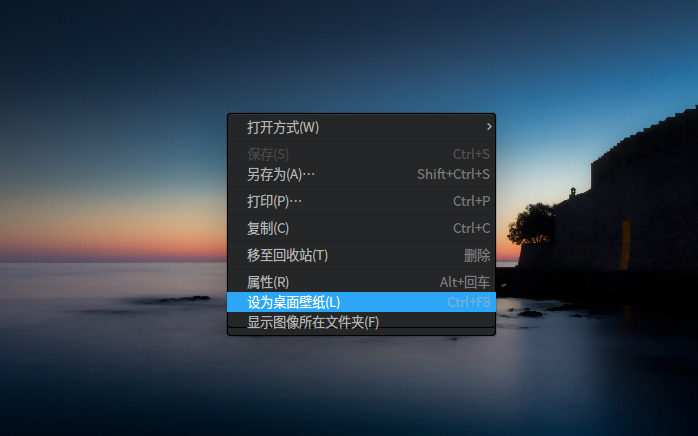 打开方式(W) ›
保存(S) Ctrl+S
另存为(A)… Shift+Ctrl+S
打印(P)… Ctrl+P
复制(C) Ctrl+C
移至回收站(T) 删除
属性(R) Alt+回车
设为桌面壁纸(L) Ctrl+F8
显示图像所在文件夹(F)